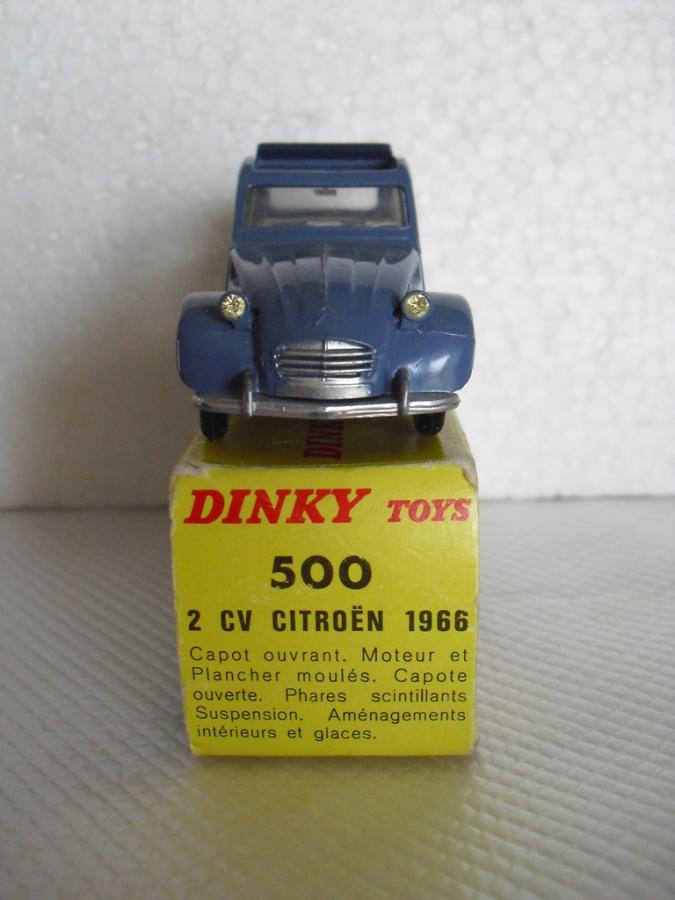 DINKY TOYS
500
2 CV CITROËN 1966
Capot ouvrant. Moteur et
Plancher moulés. Capote
ouverte. Phares scintillants
Suspension. Aménagements
intérieurs et glaces.